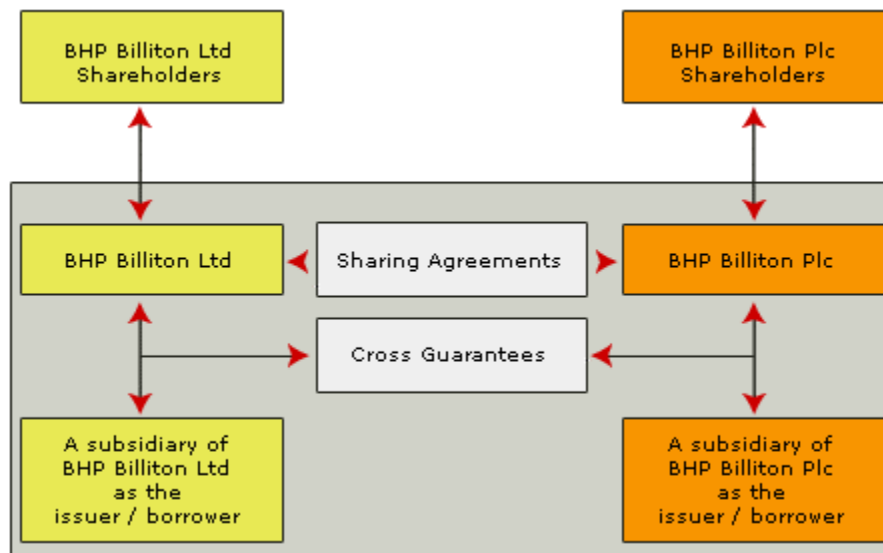 BHP Billiton Ltd
Shareholders
BHP Billiton Plc
Shareholders
BHP Billiton Ltd
Sharing Agreements
BHP Billiton Plc
Cross Guarantees
A subsidiary of
BHP Billiton Ltd
as the
issuer / borrower
A subsidiary of
BHP Billiton Plc
as the
issuer / borrower